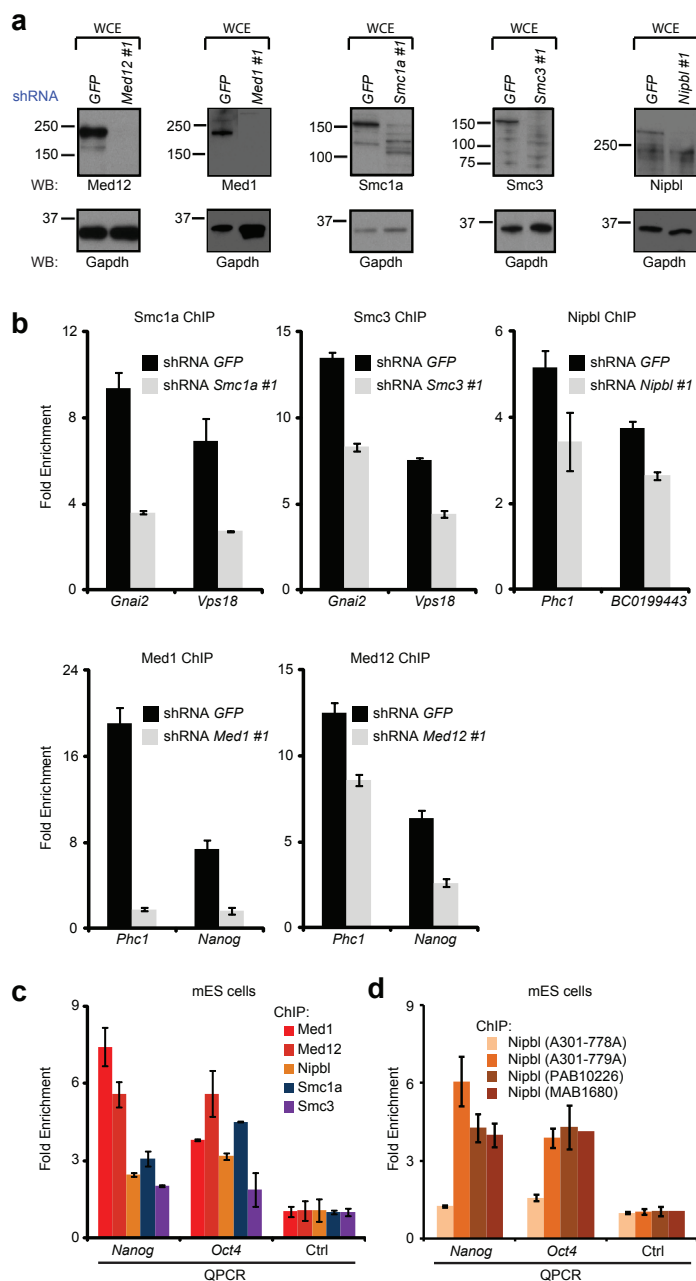 a
WCE WCE WCE WCE WCE
shRNA GFP Med12 #1 GFP Med1 #1 GFP Smc1a #1 GFP Smc3 #1 GFP Nipbl #1
250
150
250
150
150
100
150
100
75
250
WB: Med12 Med1 Smc1a Smc3 Nipbl
37 37 37 37 37
WB: Gapdh Gapdh Gapdh Gapdh Gapdh
b
Smc1a ChIP
Fold Enrichment
12
8
4
0
shRNA GFP
shRNA Smc1a #1
Gnai2 Vps18
Smc3 ChIP
15
10
5
0
shRNA GFP
shRNA Smc3 #1
Gnai2 Vps18
Nipbl ChIP
6
4
2
0
shRNA GFP
shRNA Nipbl #1
Phc1 BC0199443
Med1 ChIP
Fold Enrichment
24
16
8
0
shRNA GFP
shRNA Med1 #1
Phc1 Nanog
Med12 ChIP
15
10
5
0
shRNA GFP
shRNA Med12 #1
Phc1 Nanog
c
mES cells
Fold Enrichment
9
6
3
0
ChIP:
Med1
Med12
Nipbl
Smc1a
Smc3
Nanog Oct4 Ctrl
QPCR
d
mES cells
Fold Enrichment
9
6
3
0
ChIP:
Nipbl (A301-778A)
Nipbl (A301-779A)
Nipbl (PAB10226)
Nipbl (MAB1680)
Nanog Oct4 Ctrl
QPCR